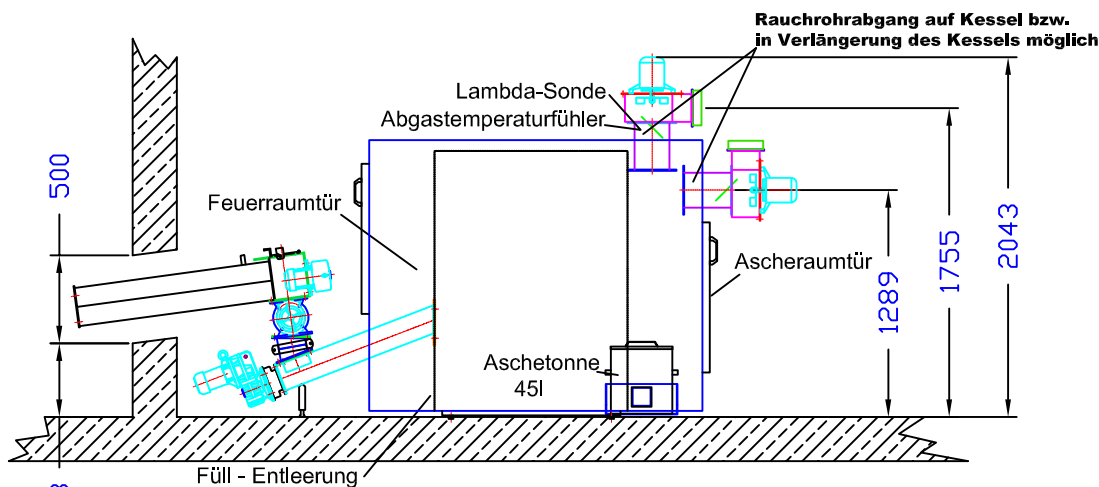 Rauchrohrabgang auf Kessel bzw.
in Verlängerung des Kessels möglich
Lambda-Sonde
Abgastemperaturfühler
500
Feuerraumtür
Ascheraumtür
1289
1755
2043
Aschetonne
45l
Füll - Entleerung